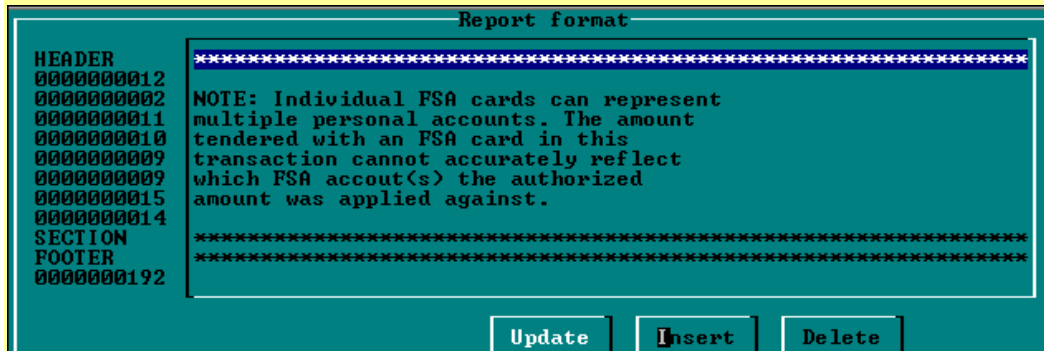 Report format
HEADER ****************************************************************
0000000012
0000000002 NOTE: Individual FSA cards can represent
0000000011 multiple personal accounts. The amount
0000000010 tendered with an FSA card in this
0000000009 transaction cannot accurately reflect
0000000009 which FSA accout(s) the authorized
0000000015 amount was applied against.
0000000014
SECTION ****************************************************************
FOOTER ****************************************************************
0000000192
Update Insert Delete